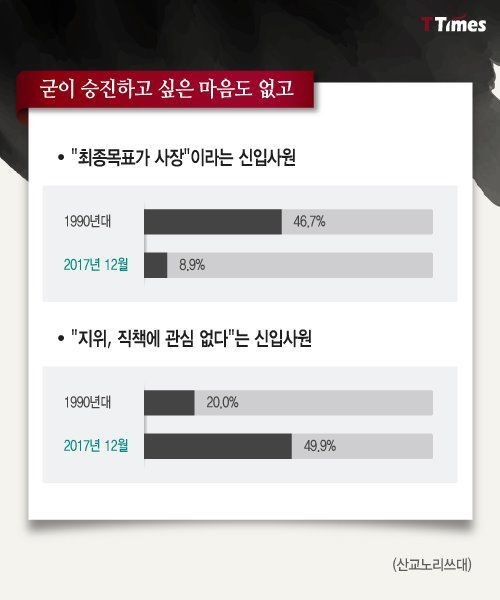 TTimes
굳이 승진하고 싶은 마음도 없고
• "최종목표가 사장"이라는 신입사원
1990년대 46.7%
2017년 12월 8.9%
• "지위, 직책에 관심 없다"는 신입사원
1990년대 20.0%
2017년 12월 49.9%
(산교노리쓰대)